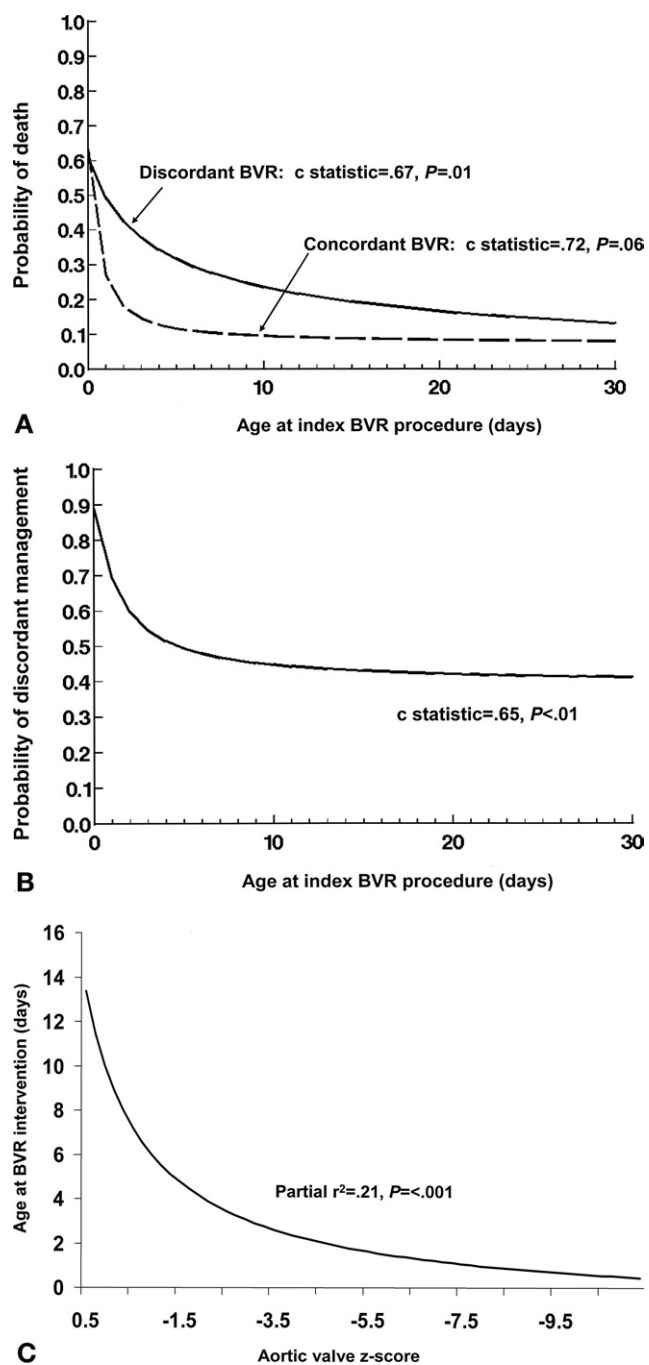 1.0
0.9
0.8
0.7
0.6
0.5
0.4
0.3
0.2
0.1
0.0
Probability of death
Discordant BVR: c statistic=.67, P=.01
Concordant BVR: c statistic=.72, P=.06
0 10 20 30
Age at index BVR procedure (days)
A
1.0
0.9
0.8
0.7
0.6
0.5
0.4
0.3
0.2
0.1
0.0
Probability of discordant management
c statistic=.65, P<.01
0 10 20 30
Age at index BVR procedure (days)
B
16
14
12
10
8
6
4
2
0
Age at BVR intervention (days)
Partial r²=.21, P=<.001
0.5 -1.5 -3.5 -5.5 -7.5 -9.5
Aortic valve z-score
C